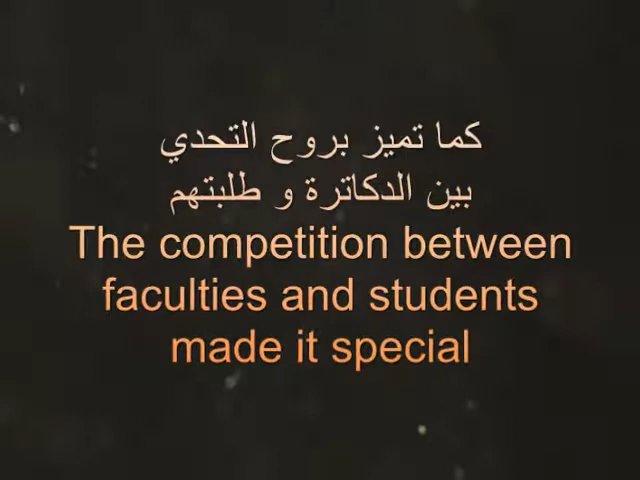 كما تميز بروح التحدي
بين الدكاترة و طلبتهم
The competition between
faculties and students
made it special